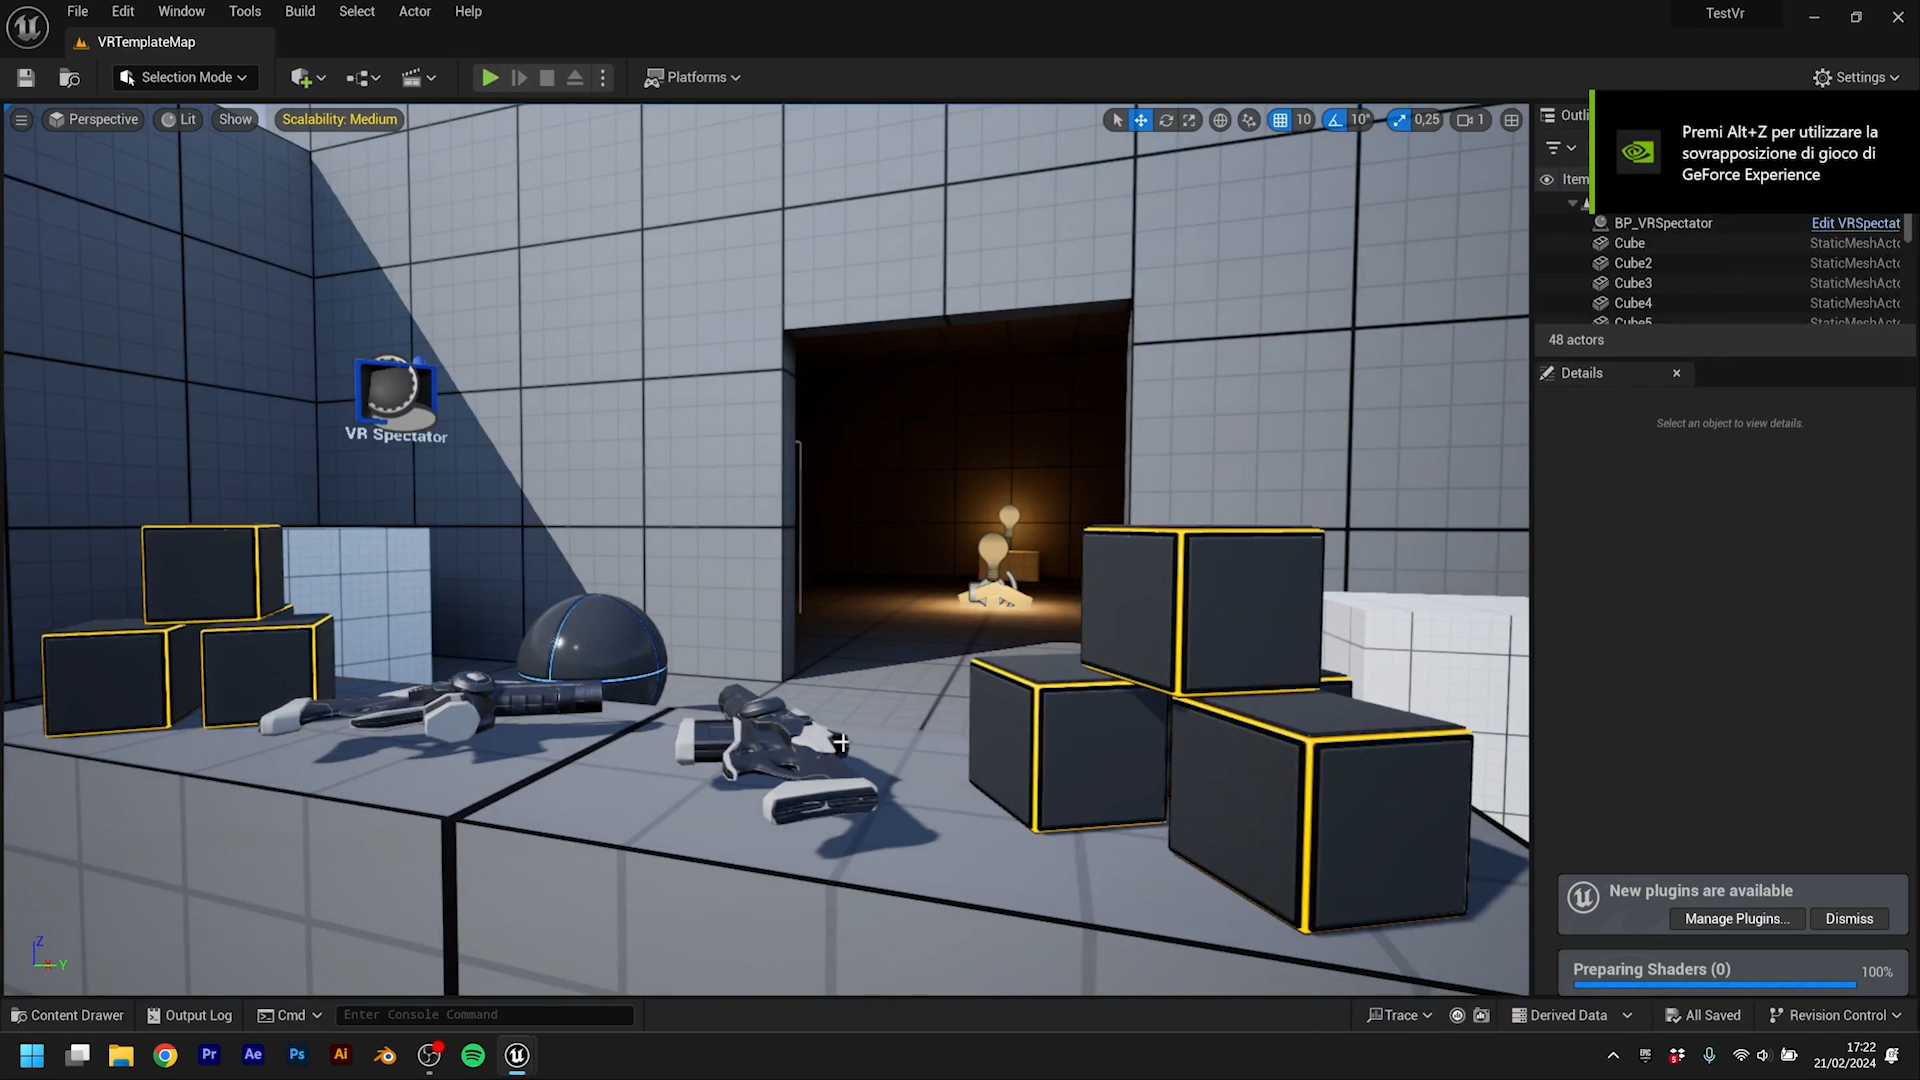 File Edit Window Tools Build Select Actor Help
TestVr
VRTemplateMap
Selection Mode
Platforms
Settings
Perspective Lit Show Scalability: Medium
10 10° 0,25 1
Outli
Premi Alt+Z per utilizzare la
sovrapposizione di gioco di
GeForce Experience
Item
BP_VRSpectator Edit VRSpectat
Cube StaticMeshActo
Cube2 StaticMeshActo
Cube3 StaticMeshActo
Cube4 StaticMeshActo
Cube5 StaticMeshActo
48 actors
Details
Select an object to view details.
VR Spectator
New plugins are available
Manage Plugins... Dismiss
Preparing Shaders (0) 100%
Z
Y
Content Drawer Output Log Cmd Enter Console Command Trace Derived Data All Saved Revision Control
Pr Ae Ps Ai
17:22
21/02/2024